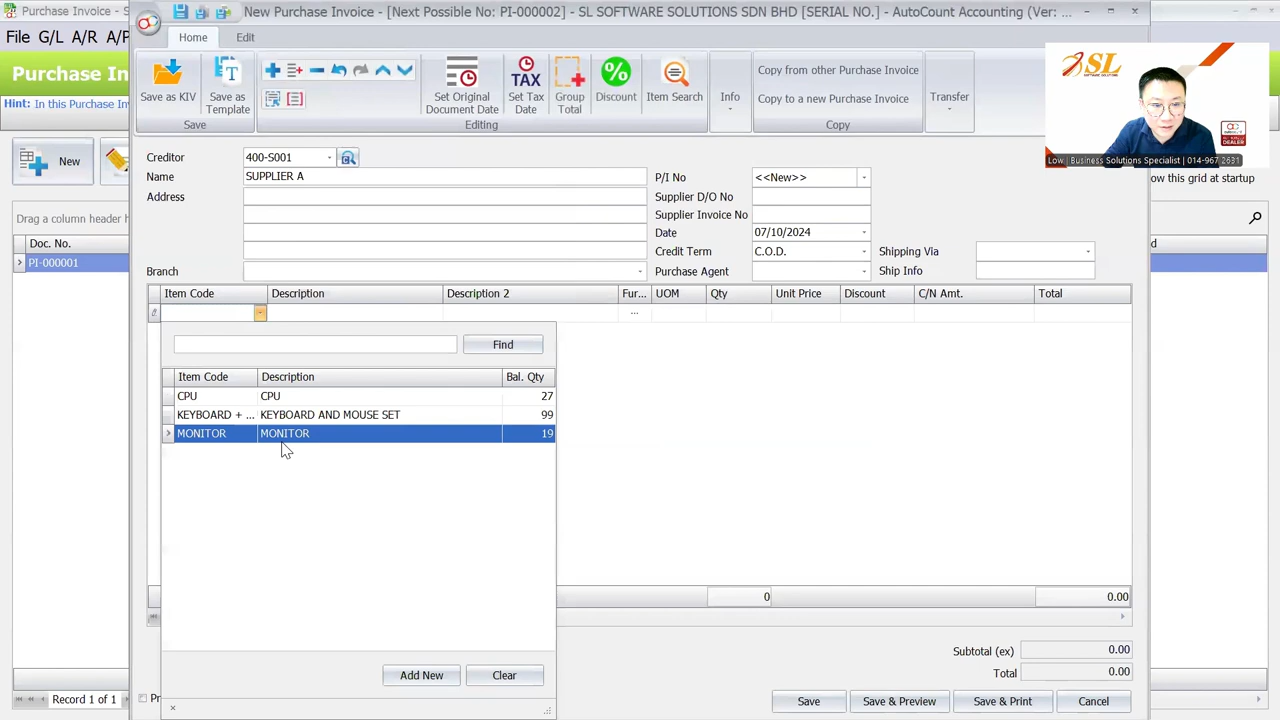 Purchase Invoice - S
New Purchase Invoice - [Next Possible No: PI-000002] - SL SOFTWARE SOLUTIONS SDN BHD [SERIAL NO.] - AutoCount Accounting (Ver: ...
File G/L A/R A/P
Home Edit
Purchase Inv
Hint: In this Purchase Inv
New
Save as KIV
Save as Template
Save
Set Original Document Date
Set Tax Date
TAX
Group Total
Discount
Item Search
Editing
Info
Copy from other Purchase Invoice
Copy to a new Purchase Invoice
Copy
Transfer
SL
SOFTWARE SOLUTIONS
DEALER
Low | Business Solutions Specialist | 014-967 2631
ow this grid at startup
Creditor 400-S001
Name SUPPLIER A
Address
Branch
P/I No <<New>>
Supplier D/O No
Supplier Invoice No
Date 07/10/2024
Credit Term C.O.D. Shipping Via
Purchase Agent Ship Info
Drag a column header h
Doc. No.
PI-000001
d
Item Code Description Description 2 Fur... UOM Qty Unit Price Discount C/N Amt. Total
...
Find
Item Code Description Bal. Qty
CPU CPU 27
KEYBOARD + ... KEYBOARD AND MOUSE SET 99
MONITOR MONITOR 19
0 0.00
Subtotal (ex) 0.00
Total 0.00
Add New Clear
Record 1 of 1
Pr
Save Save & Preview Save & Print Cancel